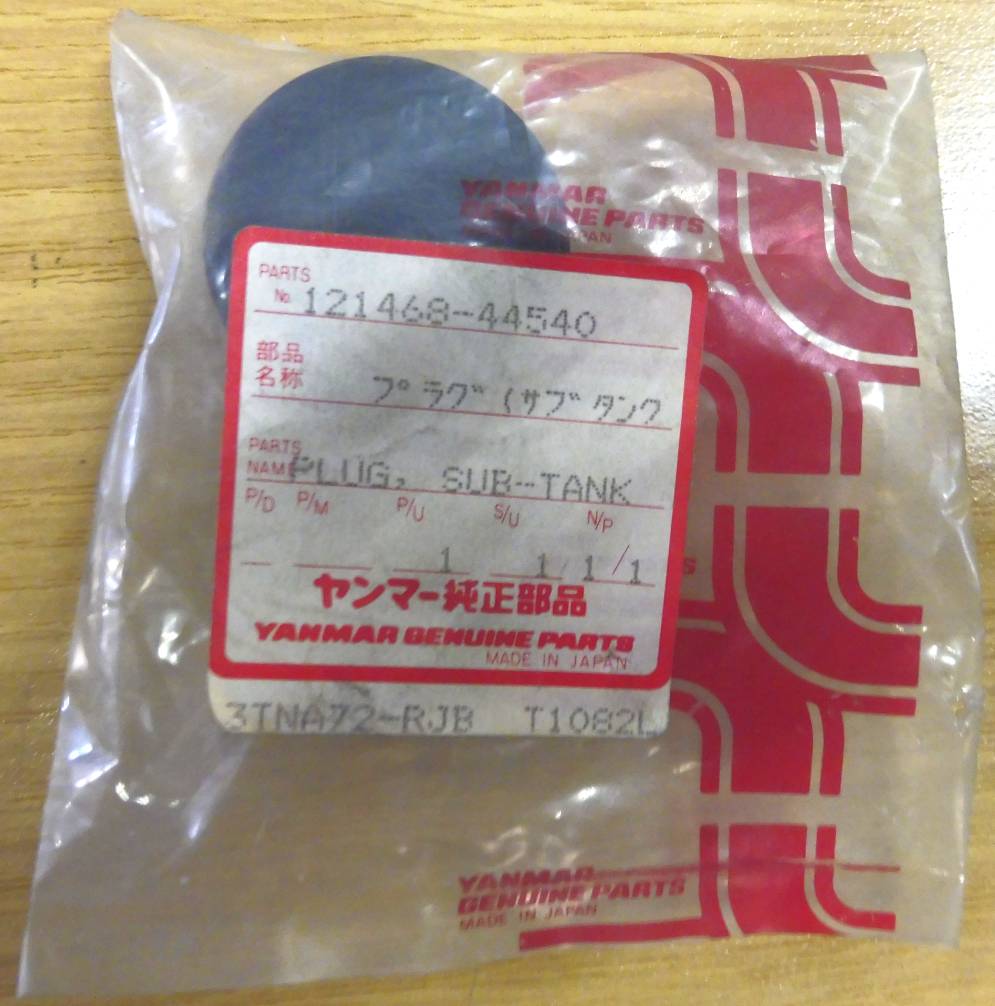 YANMAR
GENUINE PARTS
PARTS
No. 121468-44540
部品
名称 プラグ(サブタンク
PARTS
NAME PLUG, SUB-TANK
P/D P/M P/U S/U N/P
1 1 1/1
ヤンマー純正部品
YANMAR GENUINE PARTS
MADE IN JAPAN
3TNA72-RJB T1082L
YANMAR
GENUINE PARTS
MADE IN JAPAN